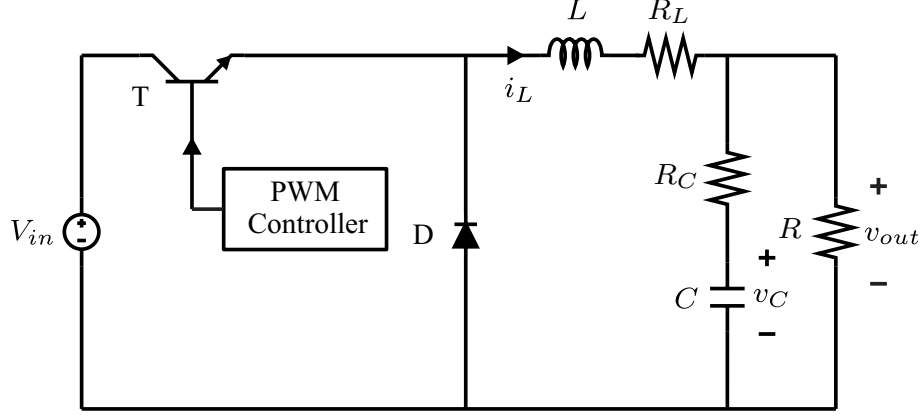 L
R_L
T
i_L
PWM
Controller
R_C
+
V_in
+
-
D
R
v_out
+
C
v_C
-
-